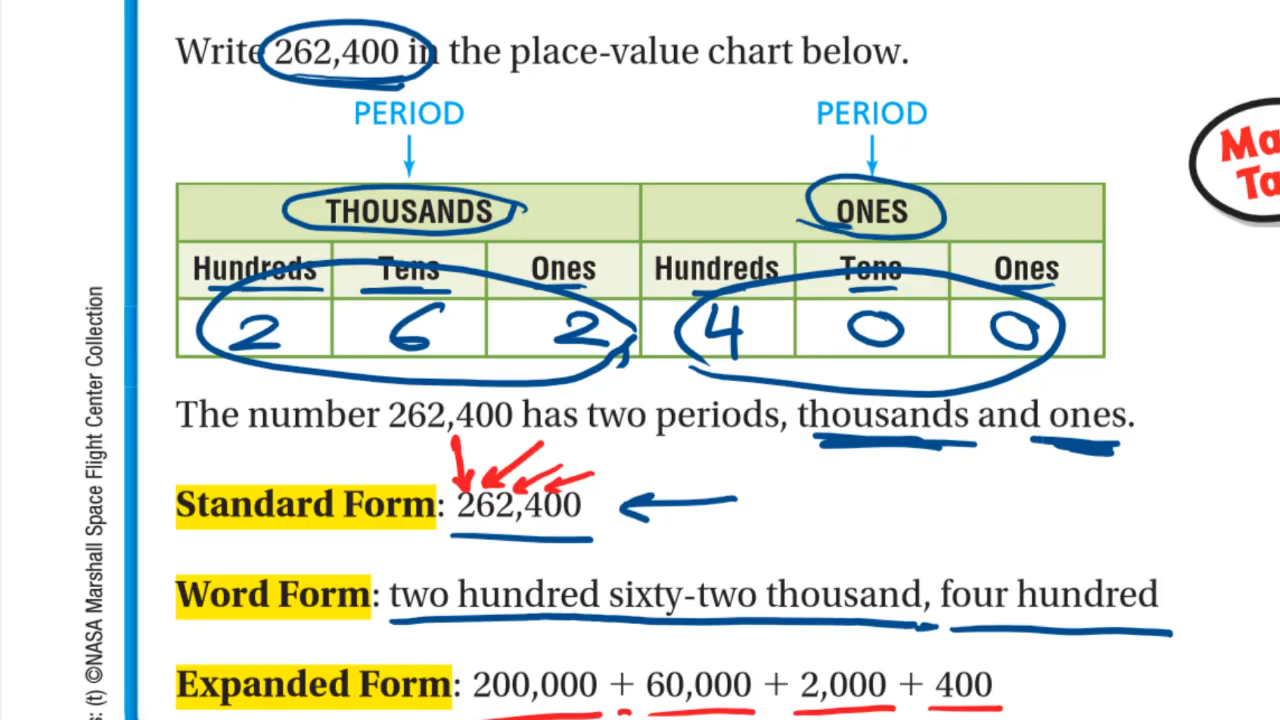 Write 262,400 in the place-value chart below.
PERIOD PERIOD
THOUSANDS ONES
Hundreds Tens Ones Hundreds Tens Ones
2 6 2, 4 0 0
The number 262,400 has two periods, thousands and ones.
Standard Form: 262,400
Word Form: two hundred sixty-two thousand, four hundred
Expanded Form: 200,000 + 60,000 + 2,000 + 400
(t) ©NASA Marshall Space Flight Center Collection